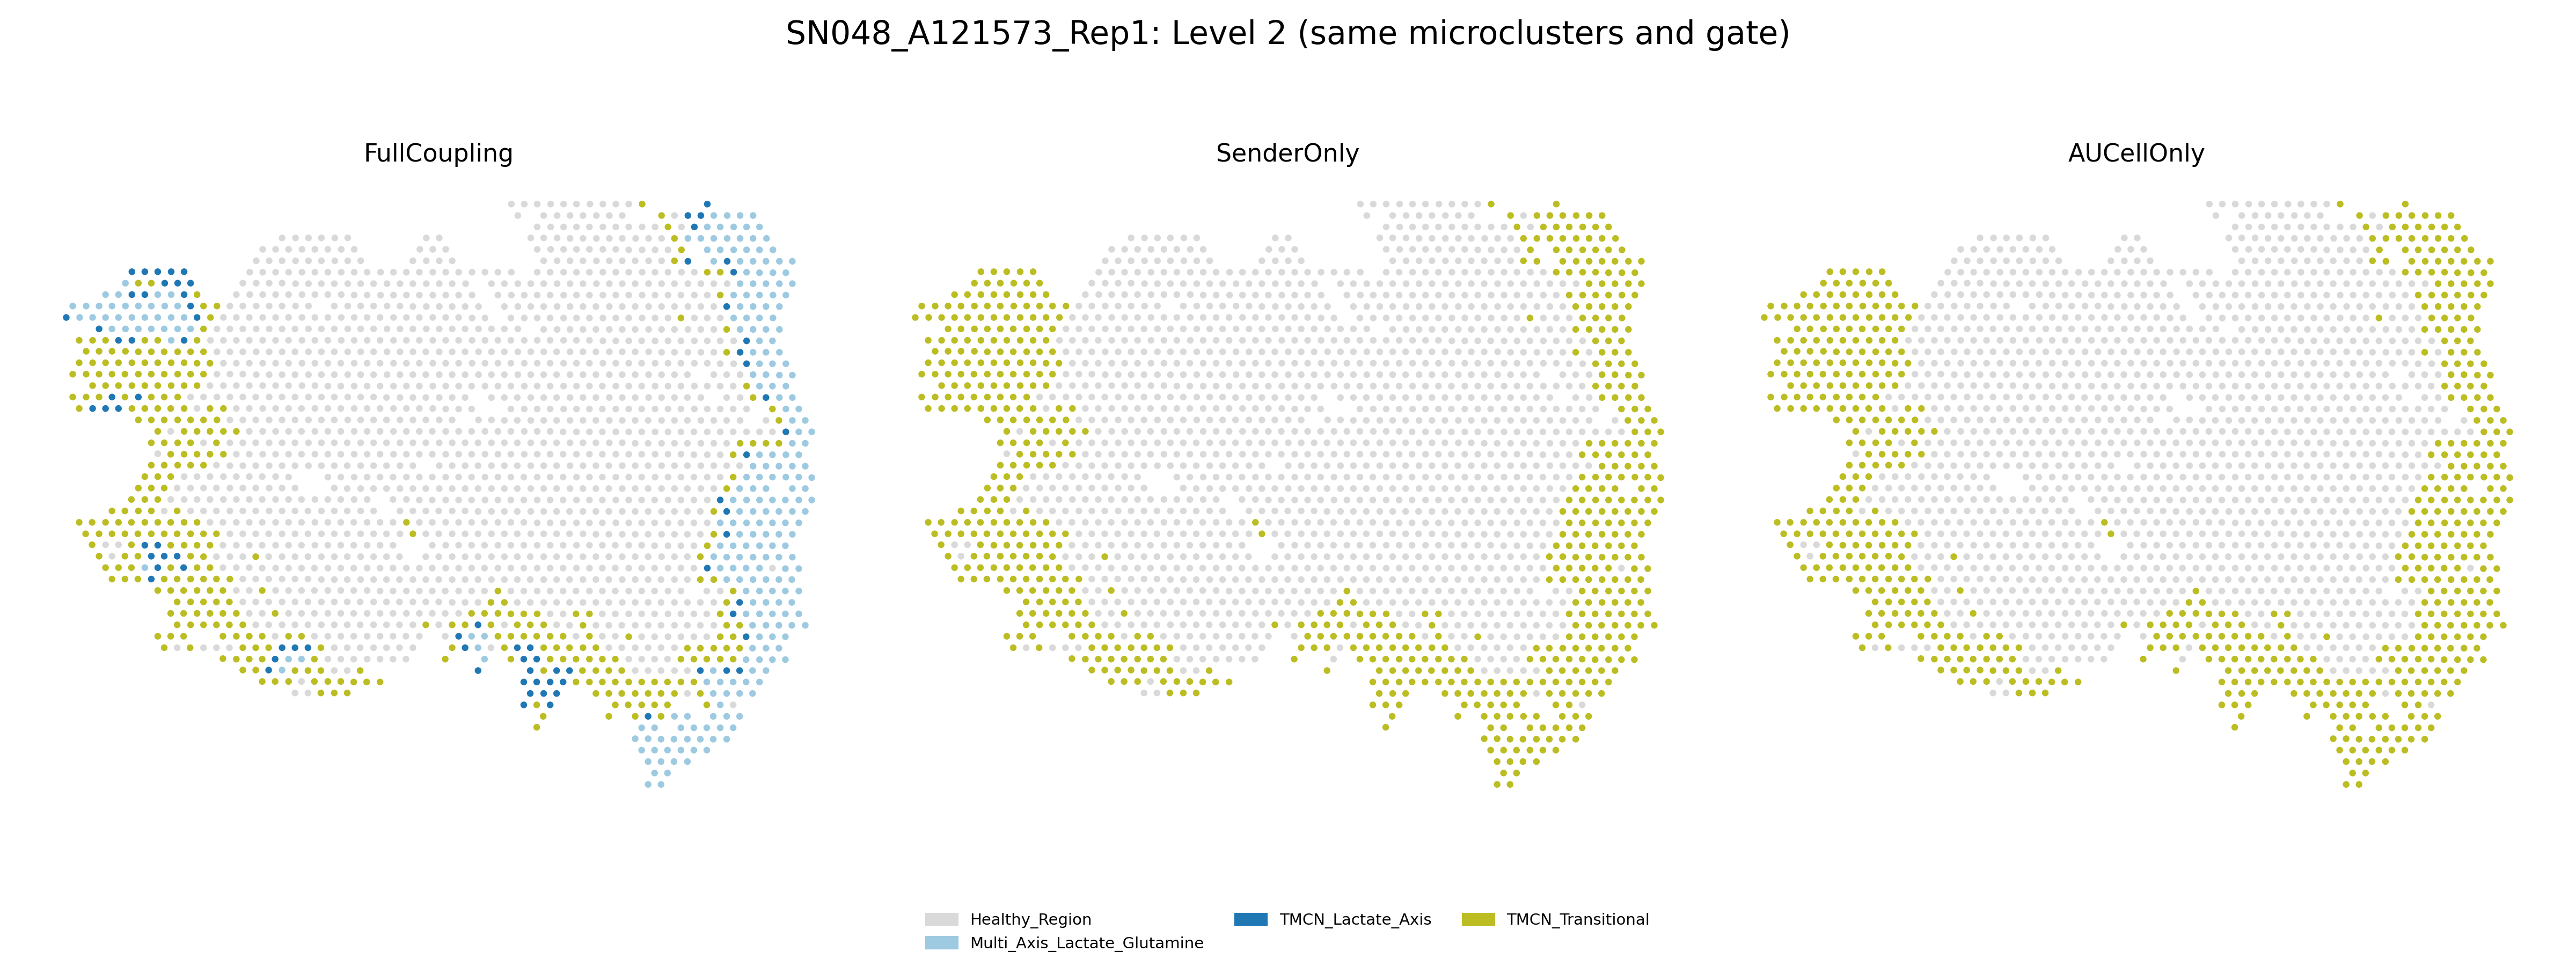 SN048_A121573_Rep1: Level 2 (same microclusters and gate)
FullCoupling
SenderOnly
AUCellOnly
Healthy_Region
Multi_Axis_Lactate_Glutamine
TMCN_Lactate_Axis
TMCN_Transitional